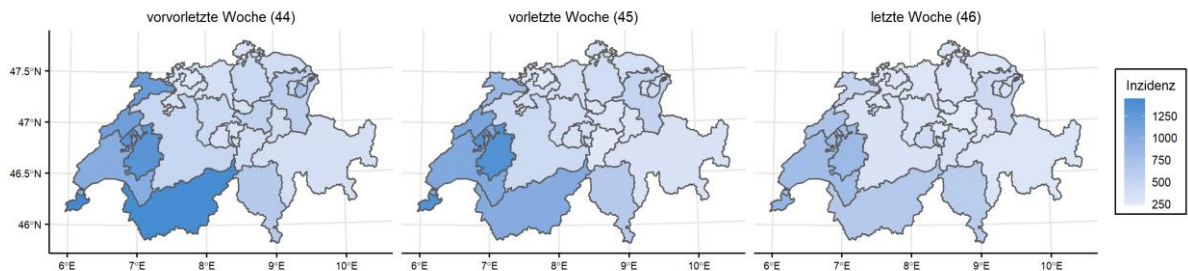 vorvorletzte Woche (44)
vorletzte Woche (45)
letzte Woche (46)
47.5°N
47°N
46.5°N
46°N
6°E 7°E 8°E 9°E 10°E
6°E 7°E 8°E 9°E 10°E
6°E 7°E 8°E 9°E 10°E
Inzidenz
1250
1000
750
500
250